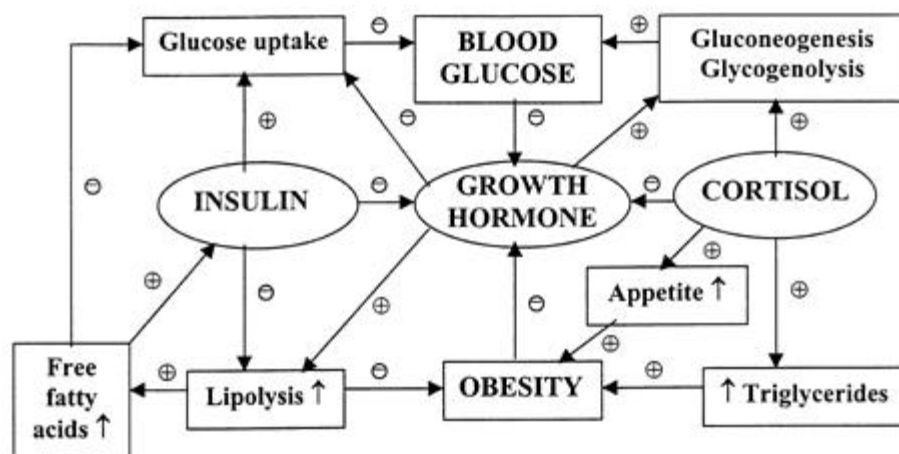 Glucose uptake
⊖
BLOOD
GLUCOSE
⊕
Gluconeogenesis
Glycogenolysis
⊕
⊖
⊖
⊕
⊕
⊖
INSULIN
⊖
GROWTH
HORMONE
⊖
CORTISOL
⊕
⊖
⊕
⊖
⊕
Appetite ↑
⊕
⊕
Free
fatty
acids ↑
⊕
Lipolysis ↑
⊖
OBESITY
⊕
↑ Triglycerides